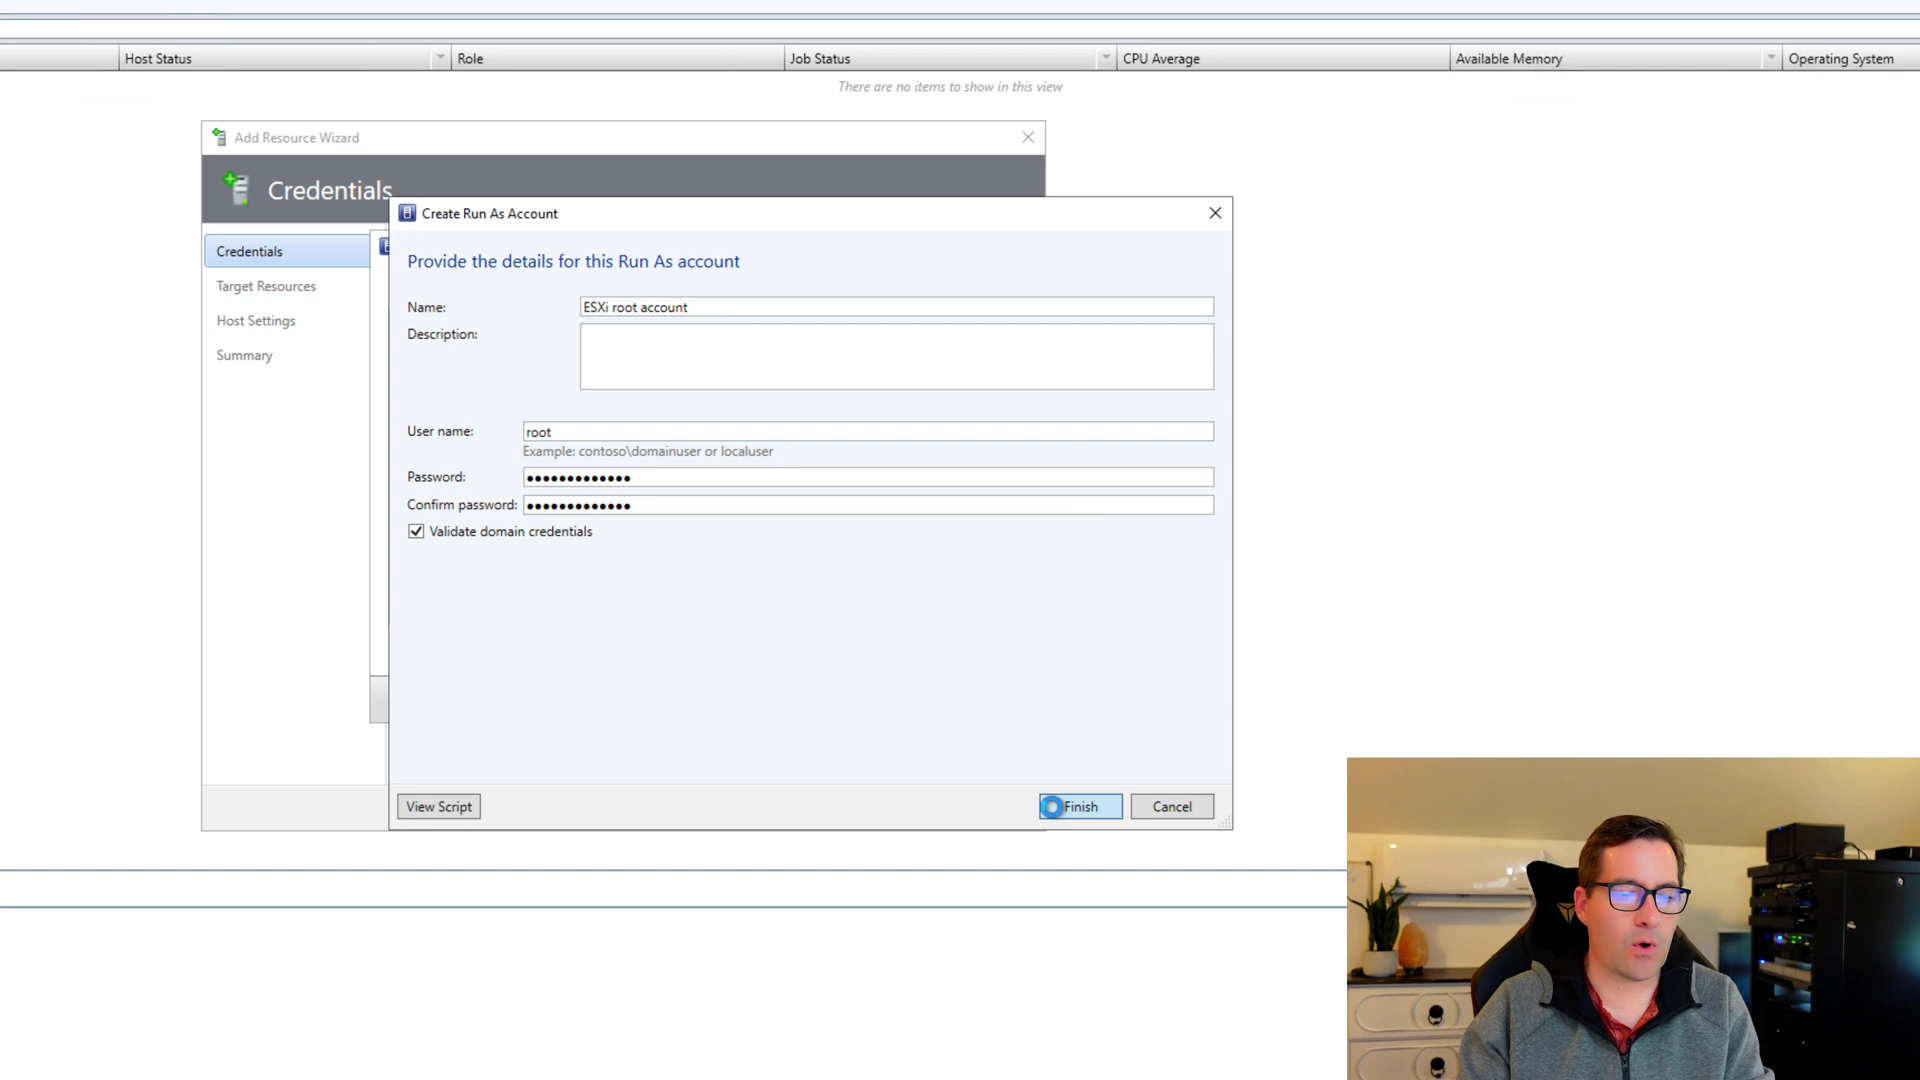 Host Status
Role
Job Status
CPU Average
Available Memory
Operating System
There are no items to show in this view
Add Resource Wizard
Credentials
Credentials
Target Resources
Host Settings
Summary
Create Run As Account
Provide the details for this Run As account
Name:
ESXi root account
Description:
User name:
root
Example: contoso\domainuser or localuser
Password:
•••••••••••••
Confirm password:
•••••••••••••
Validate domain credentials
View Script
Finish
Cancel